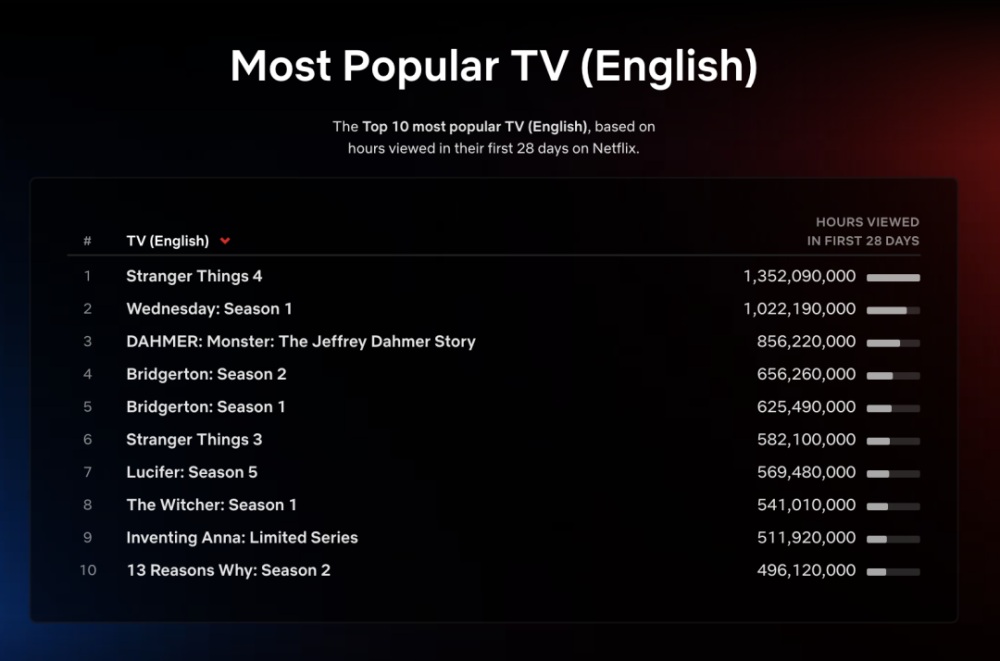 Most Popular TV (English)
The Top 10 most popular TV (English), based on
hours viewed in their first 28 days on Netflix.
HOURS VIEWED
# TV (English) IN FIRST 28 DAYS
1 Stranger Things 4 1,352,090,000
2 Wednesday: Season 1 1,022,190,000
3 DAHMER: Monster: The Jeffrey Dahmer Story 856,220,000
4 Bridgerton: Season 2 656,260,000
5 Bridgerton: Season 1 625,490,000
6 Stranger Things 3 582,100,000
7 Lucifer: Season 5 569,480,000
8 The Witcher: Season 1 541,010,000
9 Inventing Anna: Limited Series 511,920,000
10 13 Reasons Why: Season 2 496,120,000